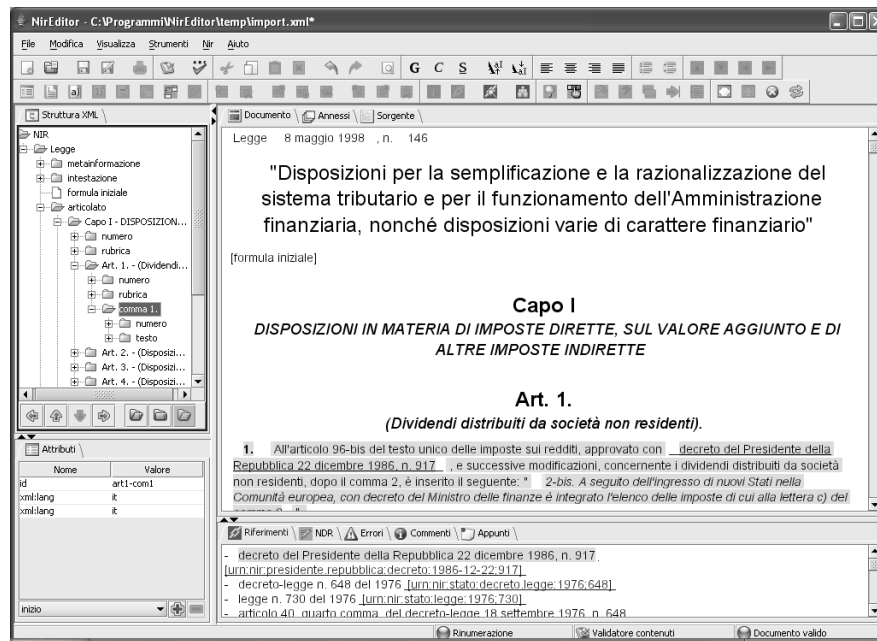 NirEditor - C:\Programmi\NirEditor\temp\import.xml*
File Modifica Visualizza Strumenti Nir Aiuto
G C S
Struttura XML
NIR
Legge
metainformazione
intestazione
formula iniziale
articolato
Capo I - DISPOSIZION...
numero
rubrica
Art. 1. - (Dividendi...
numero
rubrica
comma 1.
numero
testo
Art. 2. - (Disposizi...
Art. 3. - (Disposizi...
Art. 4. - (Disposizi...
Attributi
Nome Valore
id art1-com1
xml:lang it
xml:lang it
inizio
Documento Annessi Sorgente
Legge 8 maggio 1998 , n. 146
"Disposizioni per la semplificazione e la razionalizzazione del
sistema tributario e per il funzionamento dell'Amministrazione
finanziaria, nonché disposizioni varie di carattere finanziario"
[formula iniziale]
Capo I
DISPOSIZIONI IN MATERIA DI IMPOSTE DIRETTE, SUL VALORE AGGIUNTO E DI
ALTRE IMPOSTE INDIRETTE
Art. 1.
(Dividendi distribuiti da società non residenti).
1. All'articolo 96-bis del testo unico delle imposte sui redditi, approvato con decreto del Presidente della
Repubblica 22 dicembre 1986, n. 917 , e successive modificazioni, concernente i dividendi distribuiti da società
non residenti, dopo il comma 2, è inserito il seguente: " 2-bis. A seguito dell'ingresso di nuovi Stati nella
Comunità europea, con decreto del Ministro delle finanze è integrato l'elenco delle imposte di cui alla lettera c) del
Riferimenti NDR Errori Commenti Appunti
- decreto del Presidente della Repubblica 22 dicembre 1986, n. 917
[urn:nir:presidente.repubblica:decreto:1986-12-22;917]
- decreto-legge n. 648 del 1976 [urn:nir:stato:decreto.legge:1976;648]
- legge n. 730 del 1976 [urn:nir:stato:legge:1976;730]
- articolo 40, quarto comma, del decreto-legge 18 settembre 1976, n. 648
Rinumerazione Validatore contenuti Documento valido